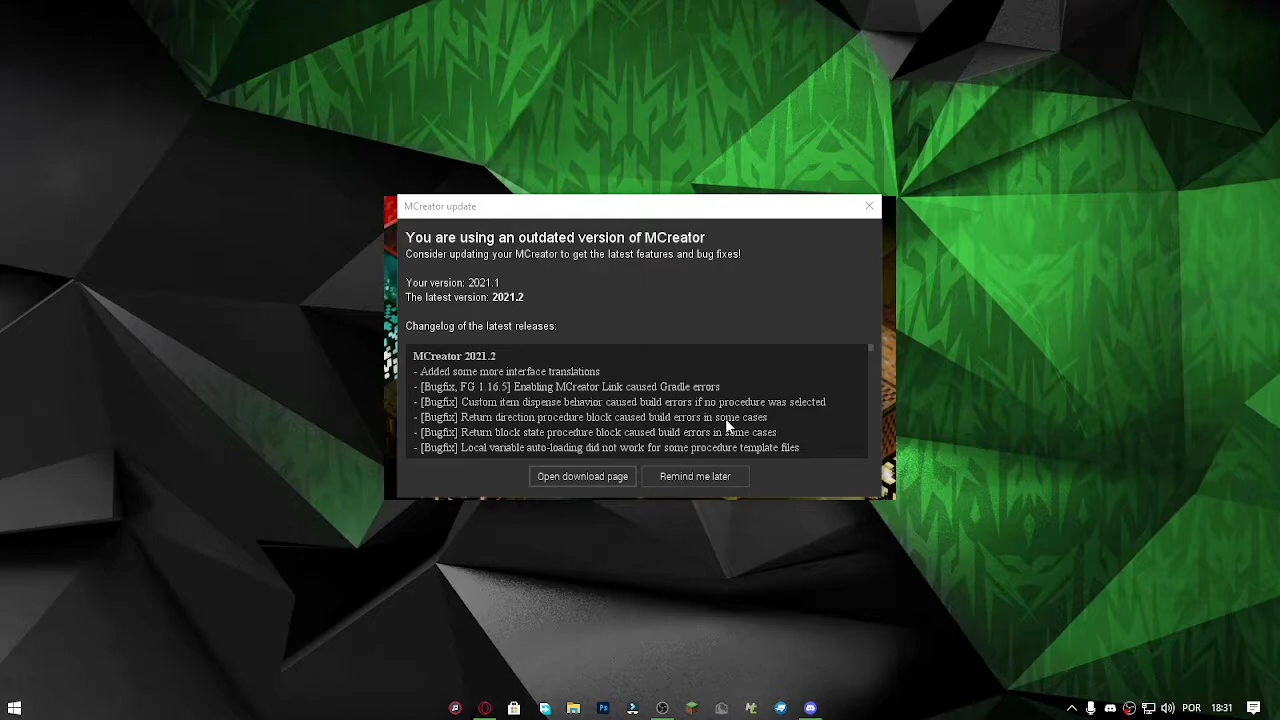 MCreator update
You are using an outdated version of MCreator
Consider updating your MCreator to get the latest features and bug fixes!
Your version: 2021.1
The latest version: 2021.2
Changelog of the latest releases:
MCreator 2021.2
- Added some more interface translations
- [Bugfix, FG 1.16.5] Enabling MCreator Link caused Gradle errors
- [Bugfix] Custom item dispense behavior caused build errors if no procedure was selected
- [Bugfix] Return direction procedure block caused build errors in some cases
- [Bugfix] Return block state procedure block caused build errors in some cases
- [Bugfix] Local variable auto-loading did not work for some procedure template files
Open download page
Remind me later
Ps
POR
18:31